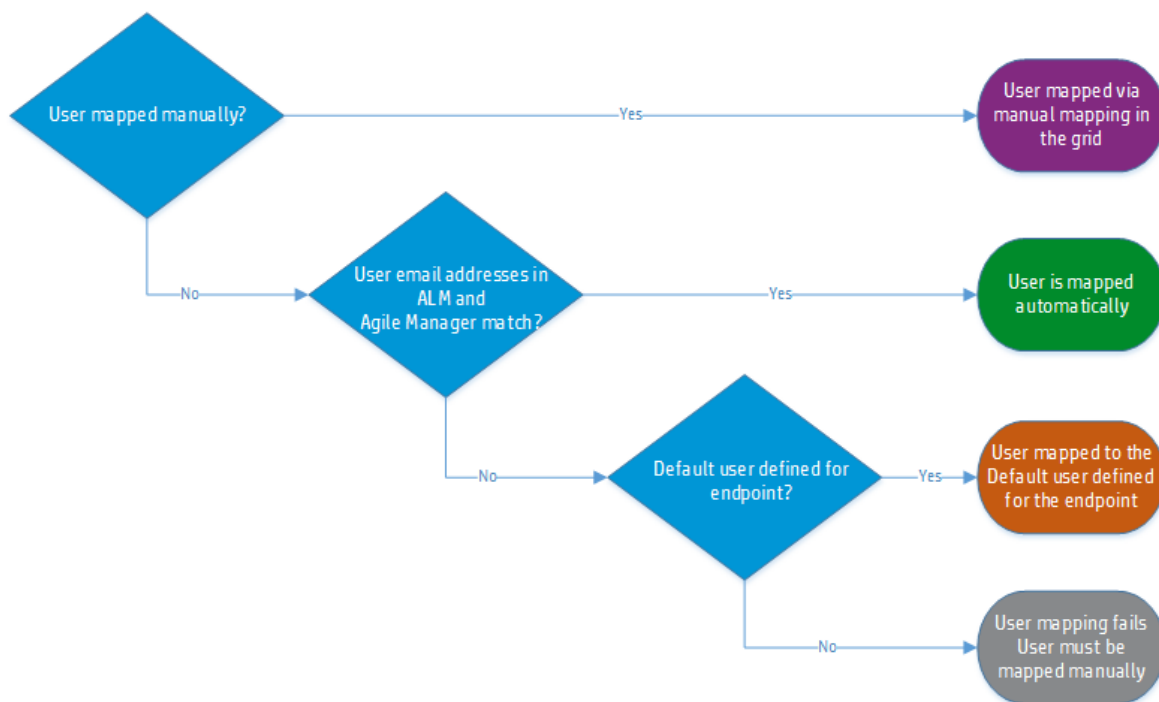 User mapped manually?
Yes
User mapped via
manual mapping in
the grid
No
User email addresses in
ALM and
Agile Manager match?
Yes
User is mapped
automatically
No
Default user defined for
endpoint?
Yes
User mapped to the
Default user defined
for the endpoint
No
User mapping fails
User must be
mapped manually